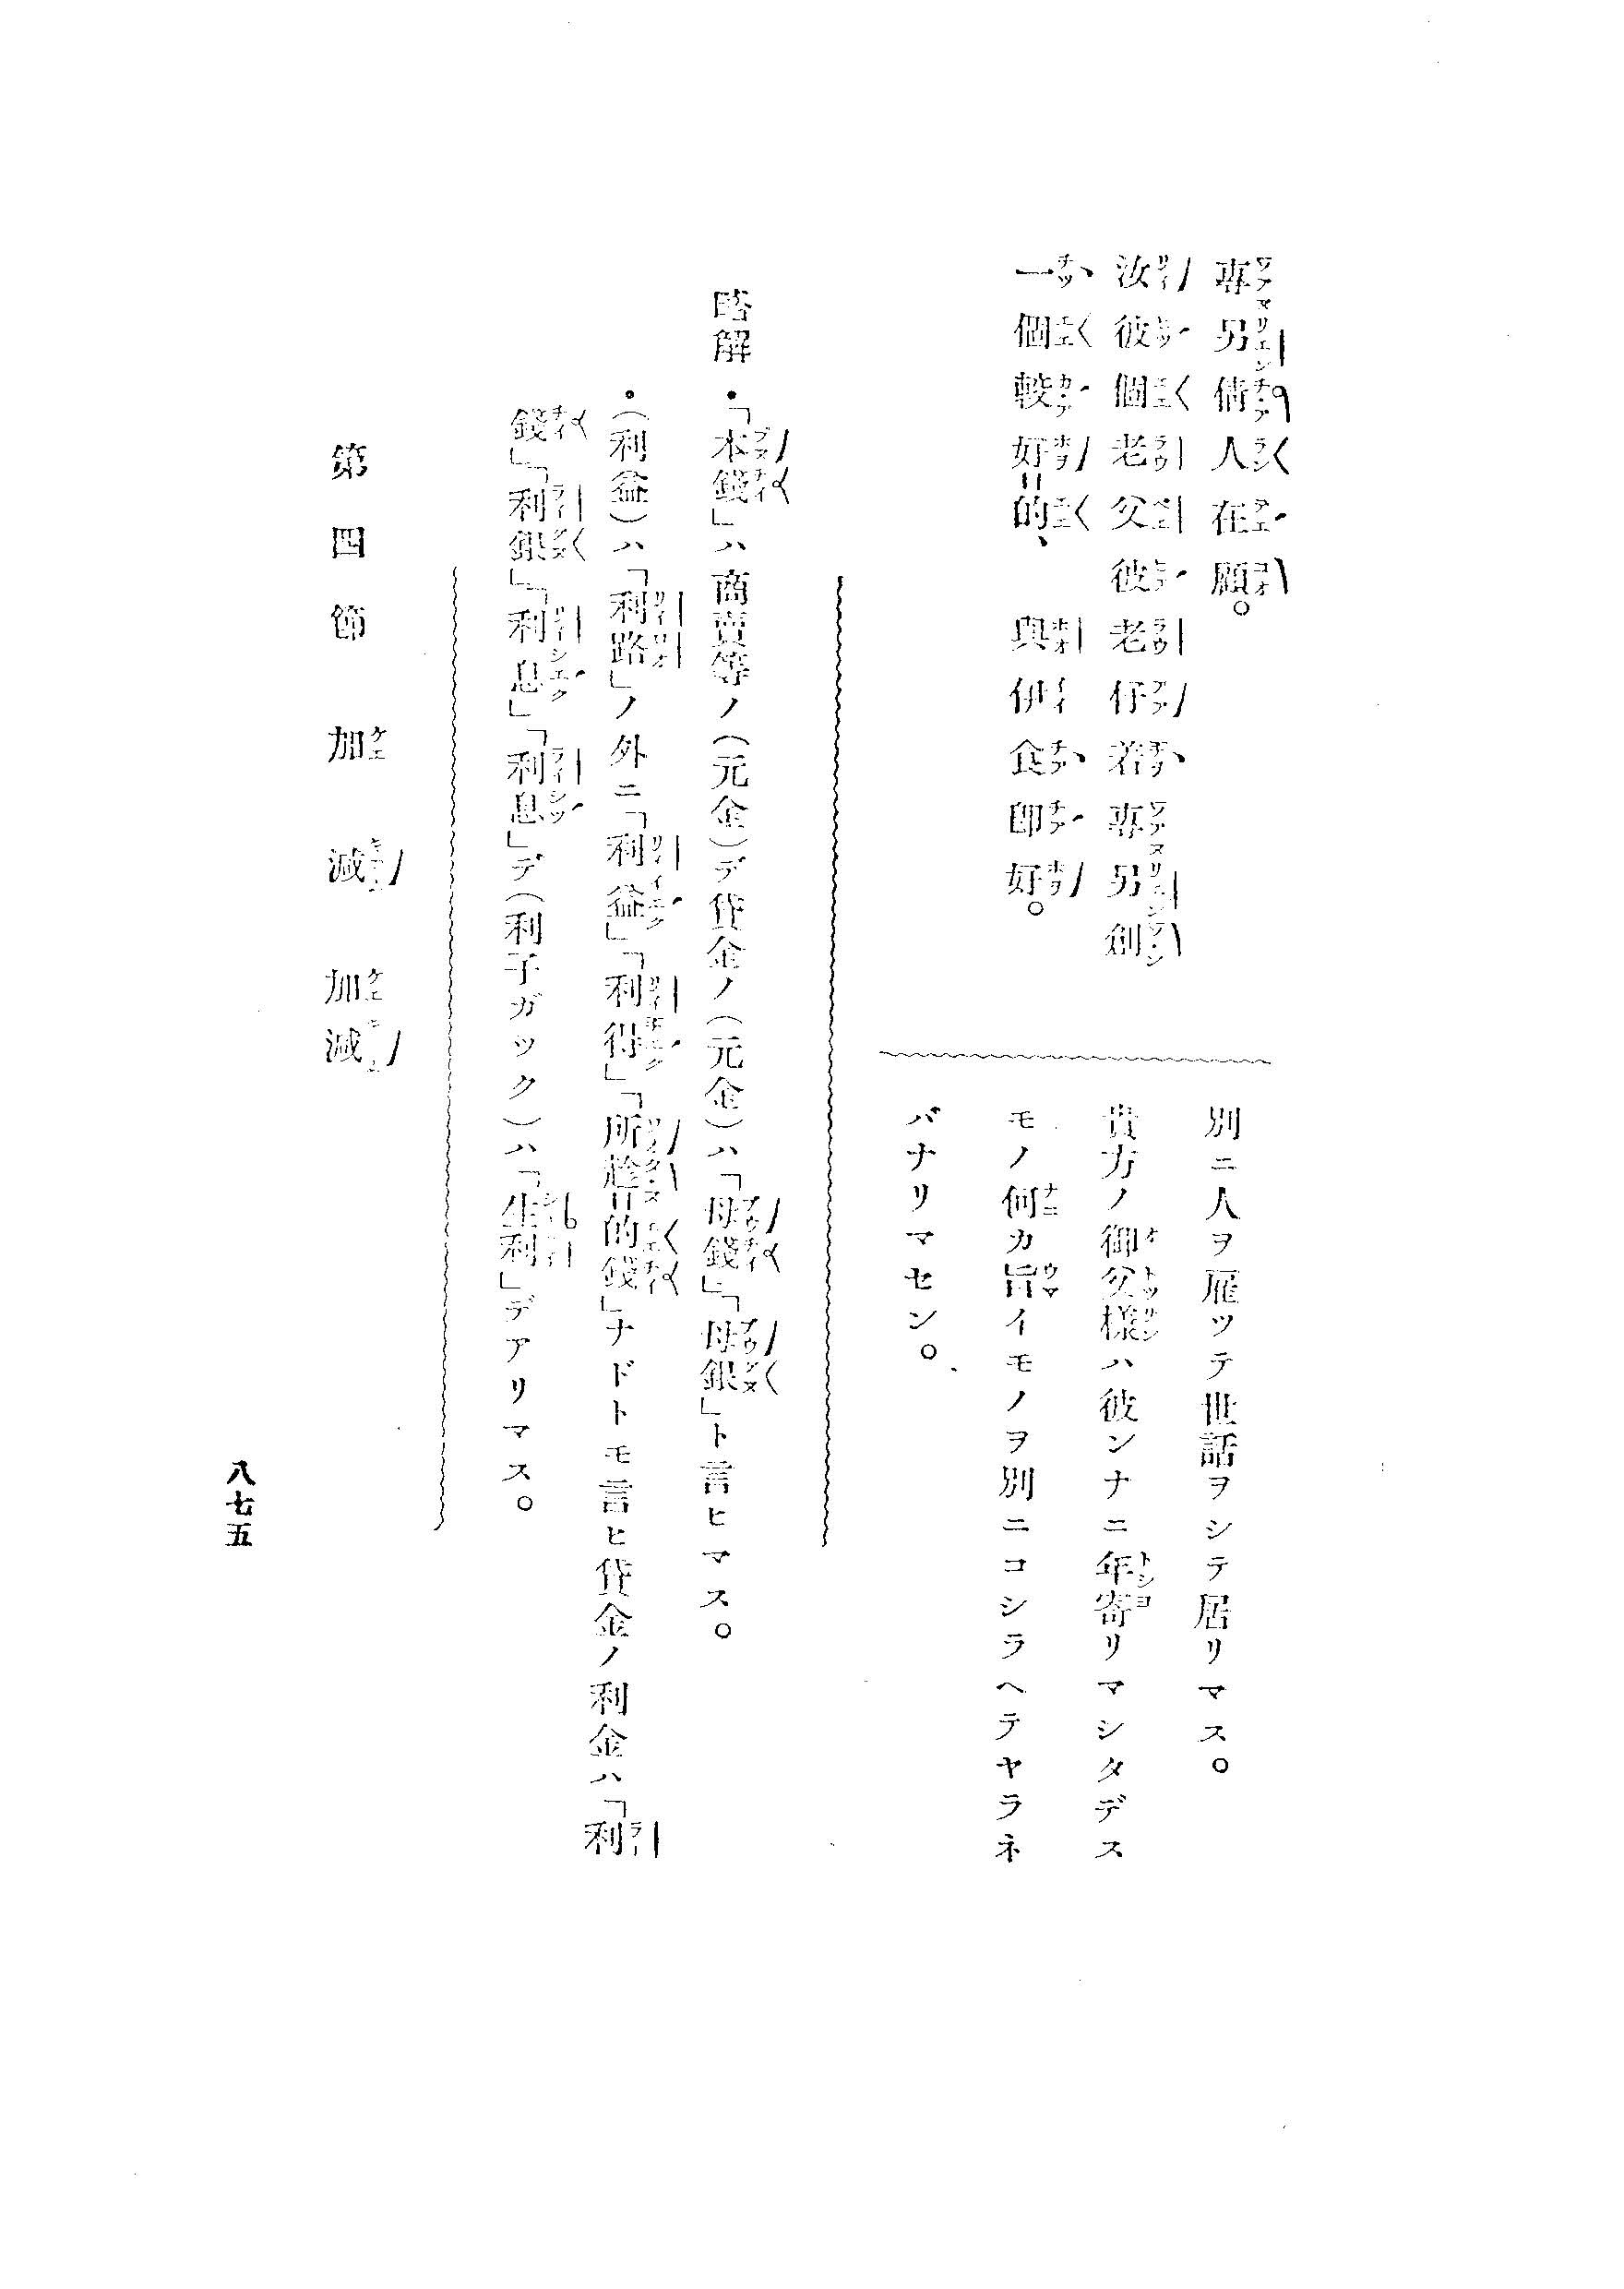 專另倩人在顧。
汝彼個老父彼老仔若專另創
一個較好的、與伊食即好。
別ニ人ヲ雇ツテ世話ヲシテ居リマス。
貴方ノ御父樣ハ彼ンナニ年寄リマシタデス
モノ何カ旨イモノヲ別ニコシラヘテヤラネ
バナリマセン。
略解・「本錢」ハ商賣等ノ(元金)デ貸金ノ(元金)ハ「母錢」「母銀」ト言ヒマス。
・(利益)ハ「利路」ノ外ニ「利益」「利得」「所趁的錢」ナドトモ言ヒ貸金ノ利金ハ「利
錢」「利銀」「利息」「利息」デ(利子ガツク)ハ「生利」デアリマス。
第四節 加 減 加減
八七五